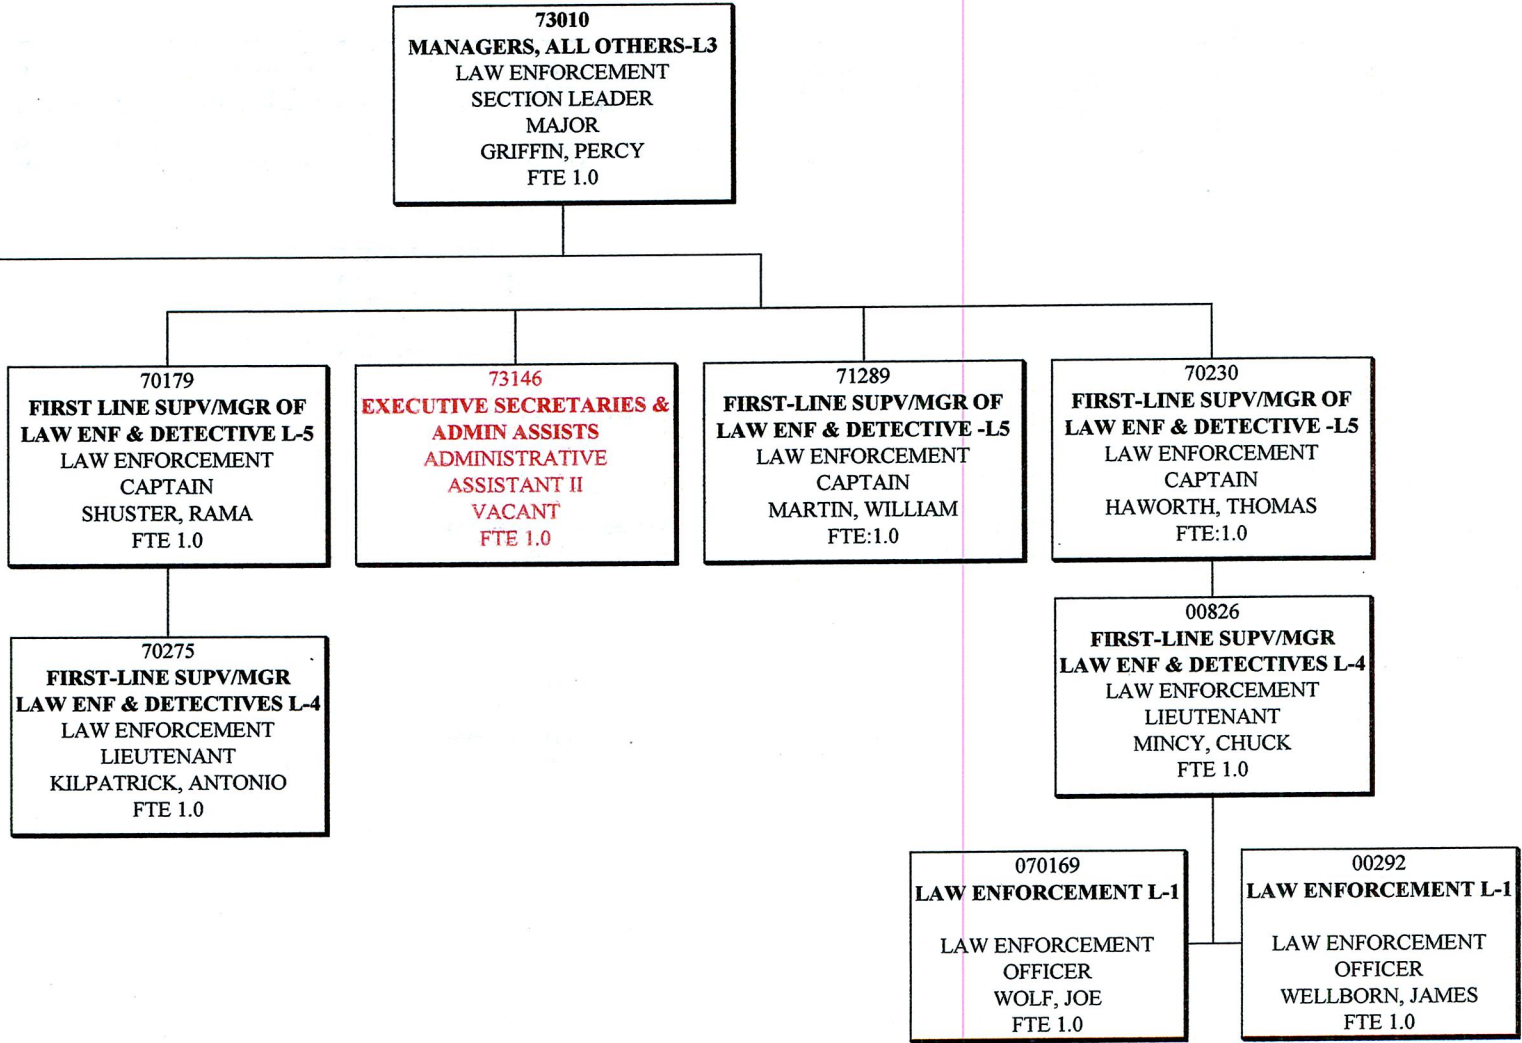 73010
MANAGERS, ALL OTHERS-L3
LAW ENFORCEMENT
SECTION LEADER
MAJOR
GRIFFIN, PERCY
FTE 1.0
70179
FIRST LINE SUPV/MGR OF
LAW ENF & DETECTIVE L-5
LAW ENFORCEMENT
CAPTAIN
SHUSTER, RAMA
FTE 1.0
73146
EXECUTIVE SECRETARIES &
ADMIN ASSISTS
ADMINISTRATIVE
ASSISTANT II
VACANT
FTE 1.0
71289
FIRST-LINE SUPV/MGR OF
LAW ENF & DETECTIVE -L5
LAW ENFORCEMENT
CAPTAIN
MARTIN, WILLIAM
FTE:1.0
70230
FIRST-LINE SUPV/MGR OF
LAW ENF & DETECTIVE -L5
LAW ENFORCEMENT
CAPTAIN
HAWORTH, THOMAS
FTE:1.0
70275
FIRST-LINE SUPV/MGR
LAW ENF & DETECTIVES L-4
LAW ENFORCEMENT
LIEUTENANT
KILPATRICK, ANTONIO
FTE 1.0
00826
FIRST-LINE SUPV/MGR
LAW ENF & DETECTIVES L-4
LAW ENFORCEMENT
LIEUTENANT
MINCY, CHUCK
FTE 1.0
070169
LAW ENFORCEMENT L-1
LAW ENFORCEMENT
OFFICER
WOLF, JOE
FTE 1.0
00292
LAW ENFORCEMENT L-1
LAW ENFORCEMENT
OFFICER
WELLBORN, JAMES
FTE 1.0